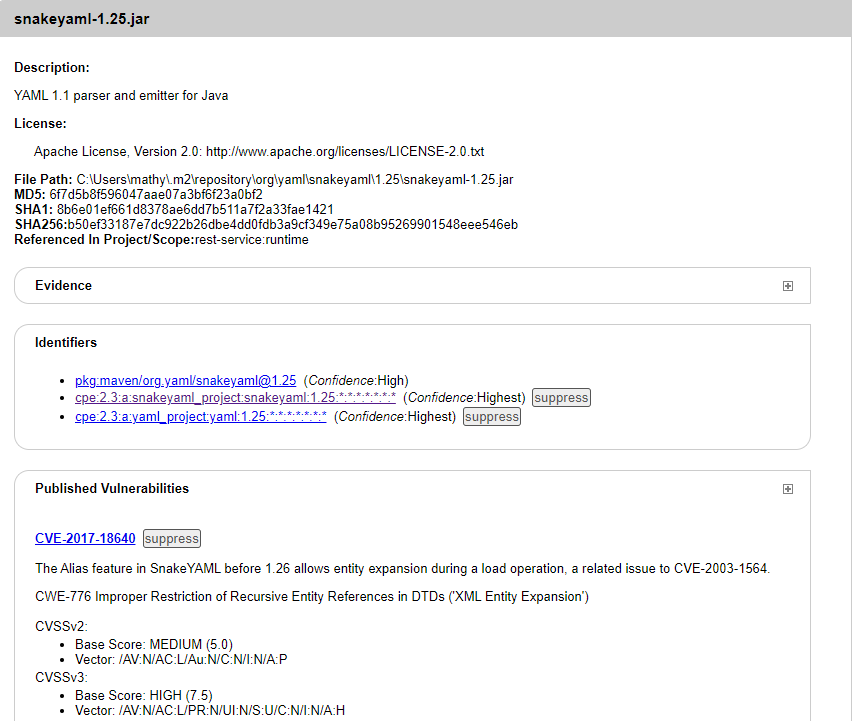 snakeyaml-1.25.jar
Description:
YAML 1.1 parser and emitter for Java
License:
Apache License, Version 2.0: http://www.apache.org/licenses/LICENSE-2.0.txt
File Path: C:\Users\mathy\.m2\repository\org\yaml\snakeyaml\1.25\snakeyaml-1.25.jar
MD5: 6f7d5b8f596047aae07a3bf6f23a0bf2
SHA1: 8b6e01ef661d8378ae6dd7b511a7f2a33fae1421
SHA256:b50ef33187e7dc922b26dbe4dd0fdb3a9cf349e75a08b95269901548eee546eb
Referenced In Project/Scope:rest-service:runtime
Evidence
Identifiers
• pkg:maven/org.yaml/snakeyaml@1.25 (Confidence:High)
• cpe:2.3:a:snakeyaml_project:snakeyaml:1.25:*:*:*:*:*:*:* (Confidence:Highest) suppress
• cpe:2.3:a:yaml_project:yaml:1.25:*:*:*:*:*:*:* (Confidence:Highest) suppress
Published Vulnerabilities
CVE-2017-18640 suppress
The Alias feature in SnakeYAML before 1.26 allows entity expansion during a load operation, a related issue to CVE-2003-1564.
CWE-776 Improper Restriction of Recursive Entity References in DTDs ('XML Entity Expansion')
CVSSv2:
• Base Score: MEDIUM (5.0)
• Vector: /AV:N/AC:L/Au:N/C:N/I:N/A:P
CVSSv3:
• Base Score: HIGH (7.5)
• Vector: /AV:N/AC:L/PR:N/UI:N/S:U/C:N/I:N/A:H